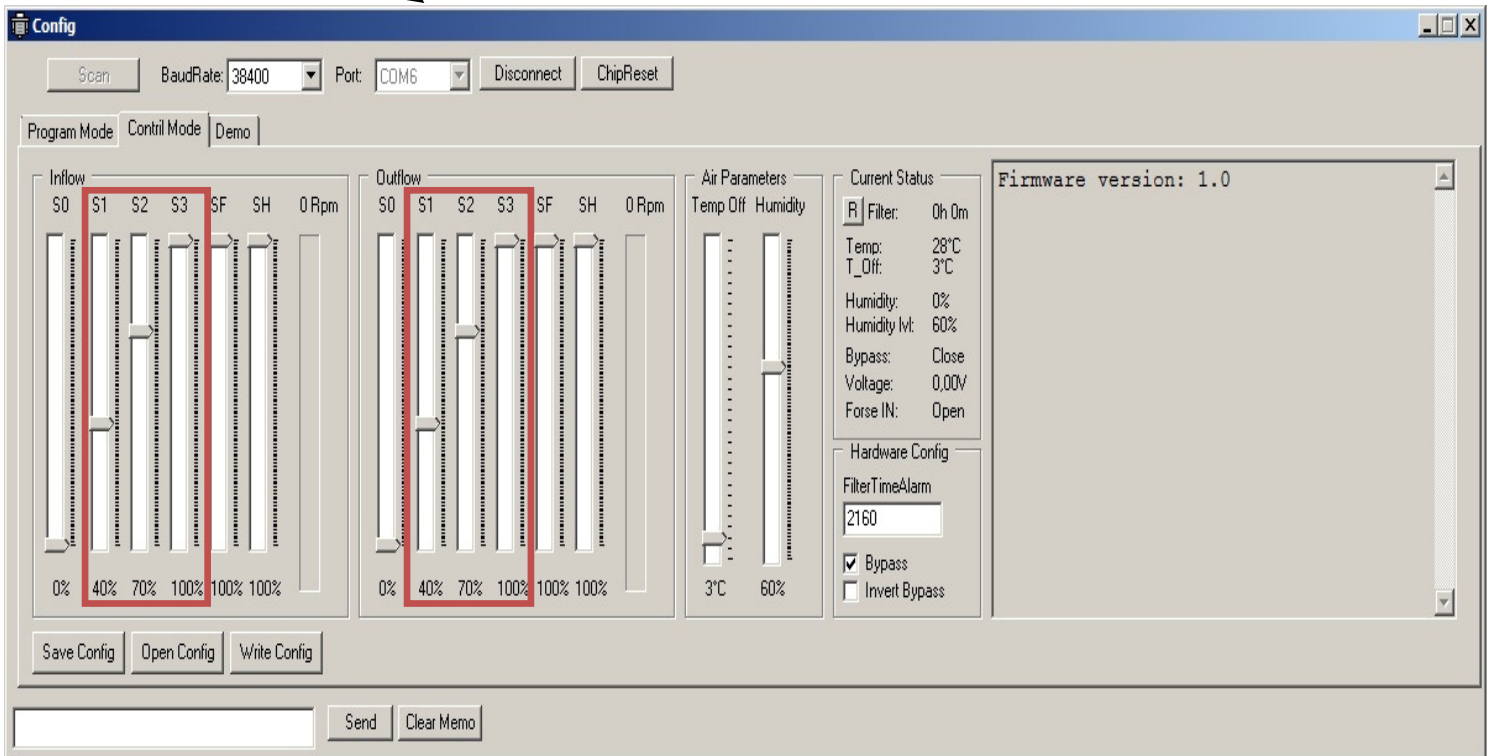 Config
Scan BaudRate: 38400 Port: COM6 Disconnect ChipReset
Program Mode Contril Mode Demo
Inflow
S0 S1 S2 S3 SF SH 0 Rpm
0% 40% 70% 100% 100% 100%
Outflow
S0 S1 S2 S3 SF SH 0 Rpm
0% 40% 70% 100% 100% 100%
Air Parameters
Temp Off Humidity
3°C 60%
Current Status
R Filter: 0h 0m
Temp: 28°C
T_Off: 3°C
Humidity: 0%
Humidity lvl: 60%
Bypass: Close
Voltage: 0,00V
Forse IN: Open
Hardware Config
FilterTimeAlarm
2160
Bypass
Invert Bypass
Firmware version: 1.0
Save Config Open Config Write Config
Send Clear Memo